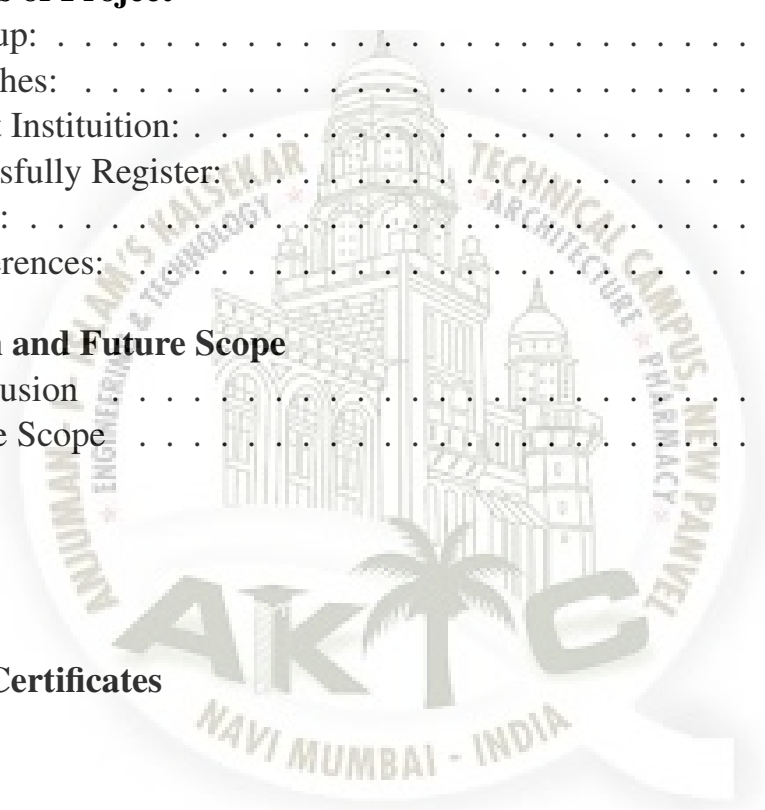 up: . . . . . . . . . . . . . . . . . . . . .
hes: . . . . . . . . . . . . . . . . . . . .
Instituition: . . . . . . . . . . . . . . . . .
sfully Register: . . . . . . . . . . . . . . . .
: . . . . . . . . . . . . . . . . . . . . . .
erences: . . . . . . . . . . . . . . . . . . .
and Future Scope
usion . . . . . . . . . . . . . . . . . . .
e Scope . . . . . . . . . . . . . . . . . .
Certificates
ANJUMAN-I-ISLAM'S KALSEKAR TECHNICAL CAMPUS, NEW PANVEL
ENGINEERING & TECHNOLOGY * ARCHITECTURE * PHARMACY *
AKTC
NAVI MUMBAI - INDIA